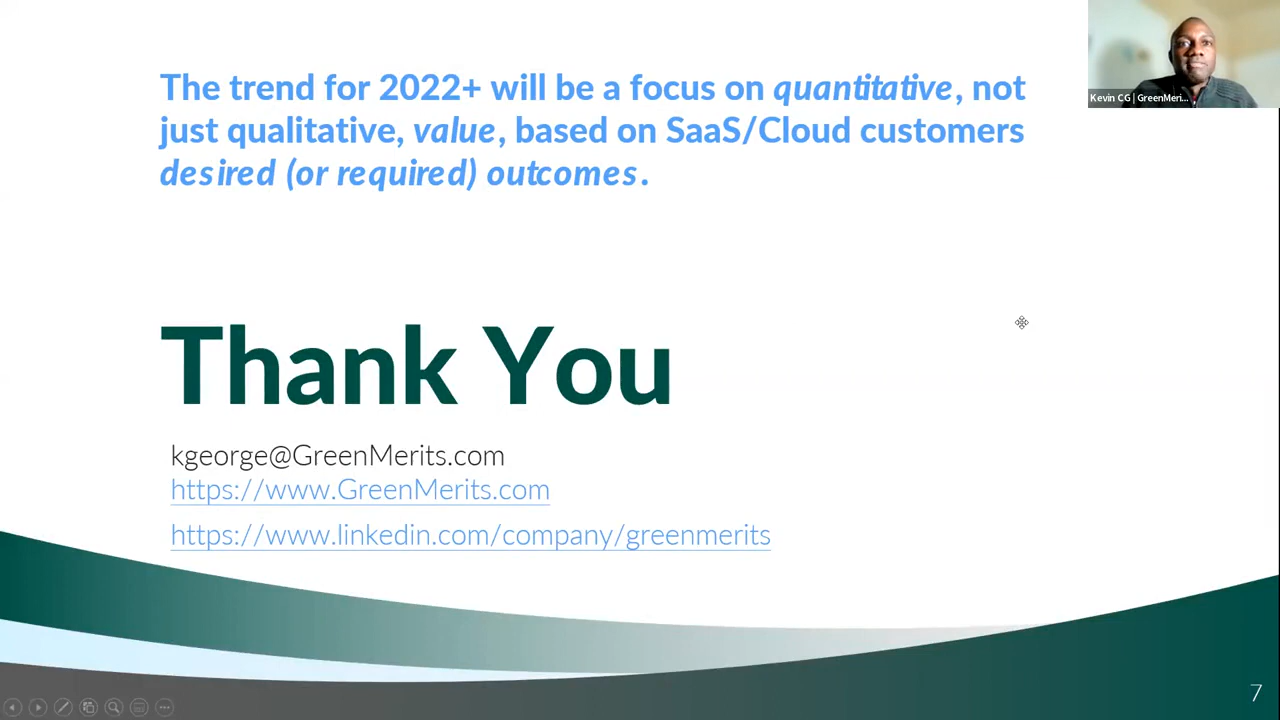 The trend for 2022+ will be a focus on quantitative, not
just qualitative, value, based on SaaS/Cloud customers
desired (or required) outcomes.
Kevin CG | GreenMeri...
Thank You
kgeorge@GreenMerits.com
https://www.GreenMerits.com
https://www.linkedin.com/company/greenmerits
7